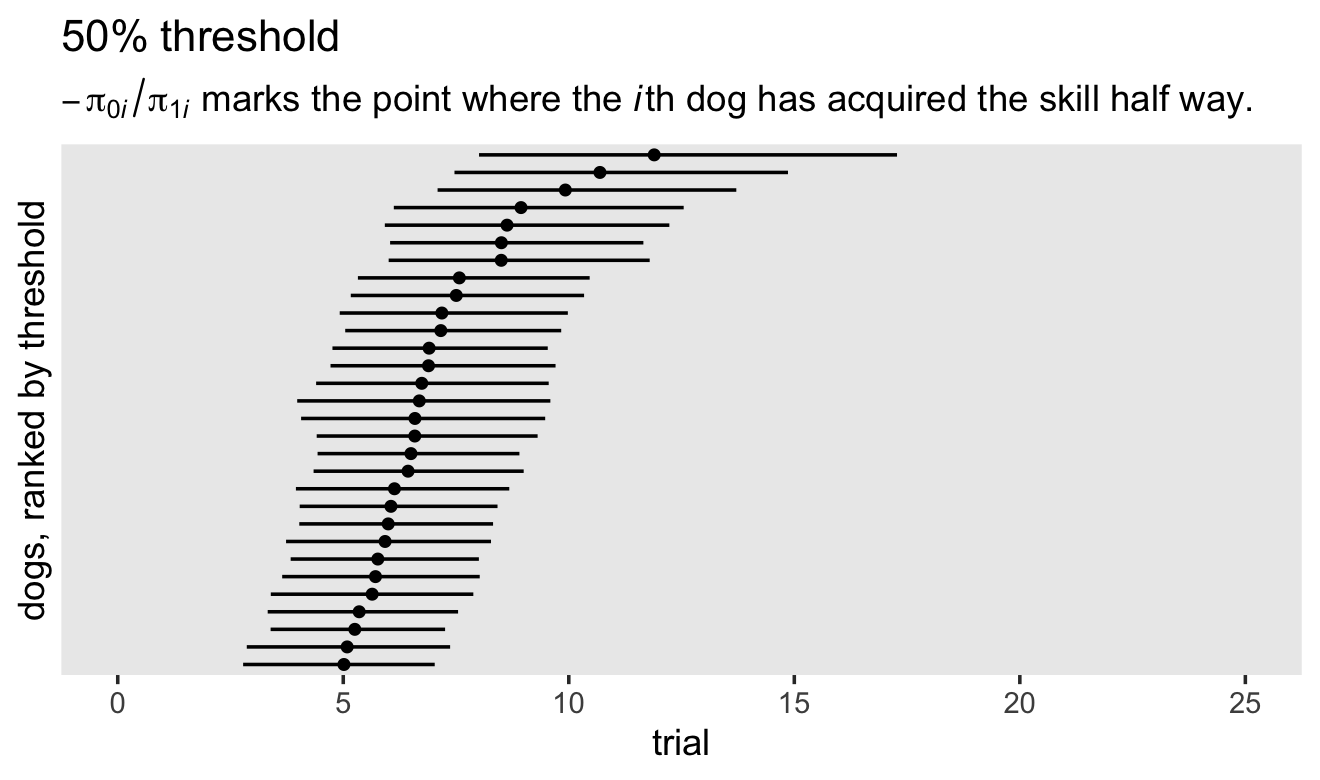 50% threshold
−π0i/π1i marks the point where the ith dog has acquired the skill half way.
dogs, ranked by threshold
0 5 10 15 20 25
trial